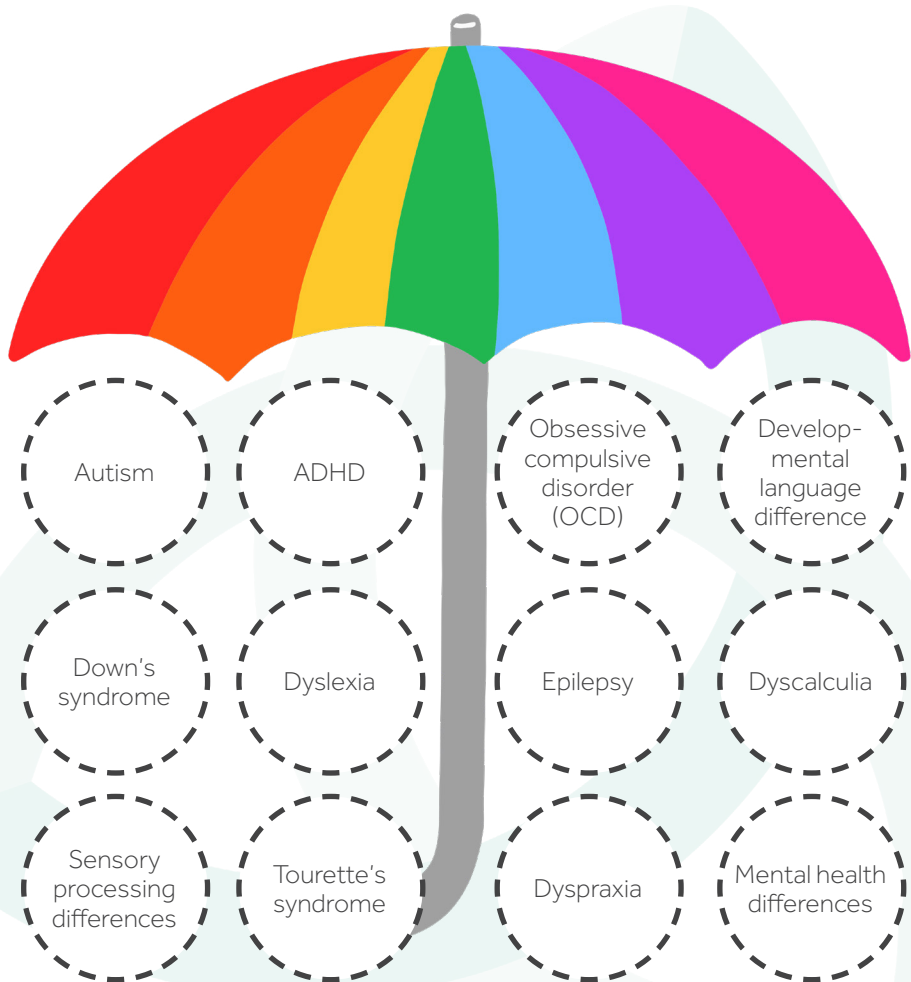 Autism
ADHD
Obsessive
compulsive
disorder
(OCD)
Develop-
mental
language
difference
Down's
syndrome
Dyslexia
Epilepsy
Dyscalculia
Sensory
processing
differences
Tourette's
syndrome
Dyspraxia
Mental health
differences